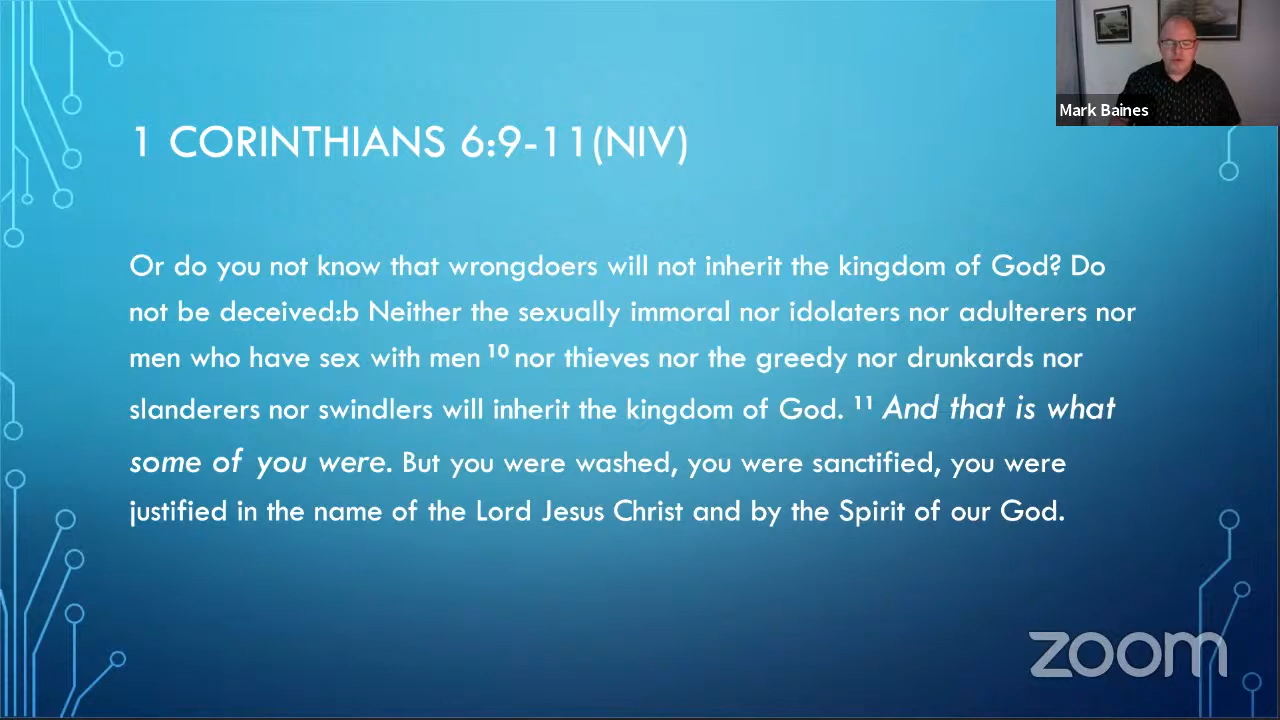 Mark Baines
1 CORINTHIANS 6:9-11(NIV)
Or do you not know that wrongdoers will not inherit the kingdom of God? Do
not be deceived:b Neither the sexually immoral nor idolaters nor adulterers nor
men who have sex with men 10 nor thieves nor the greedy nor drunkards nor
slanderers nor swindlers will inherit the kingdom of God. 11 And that is what
some of you were. But you were washed, you were sanctified, you were
justified in the name of the Lord Jesus Christ and by the Spirit of our God.
zoom